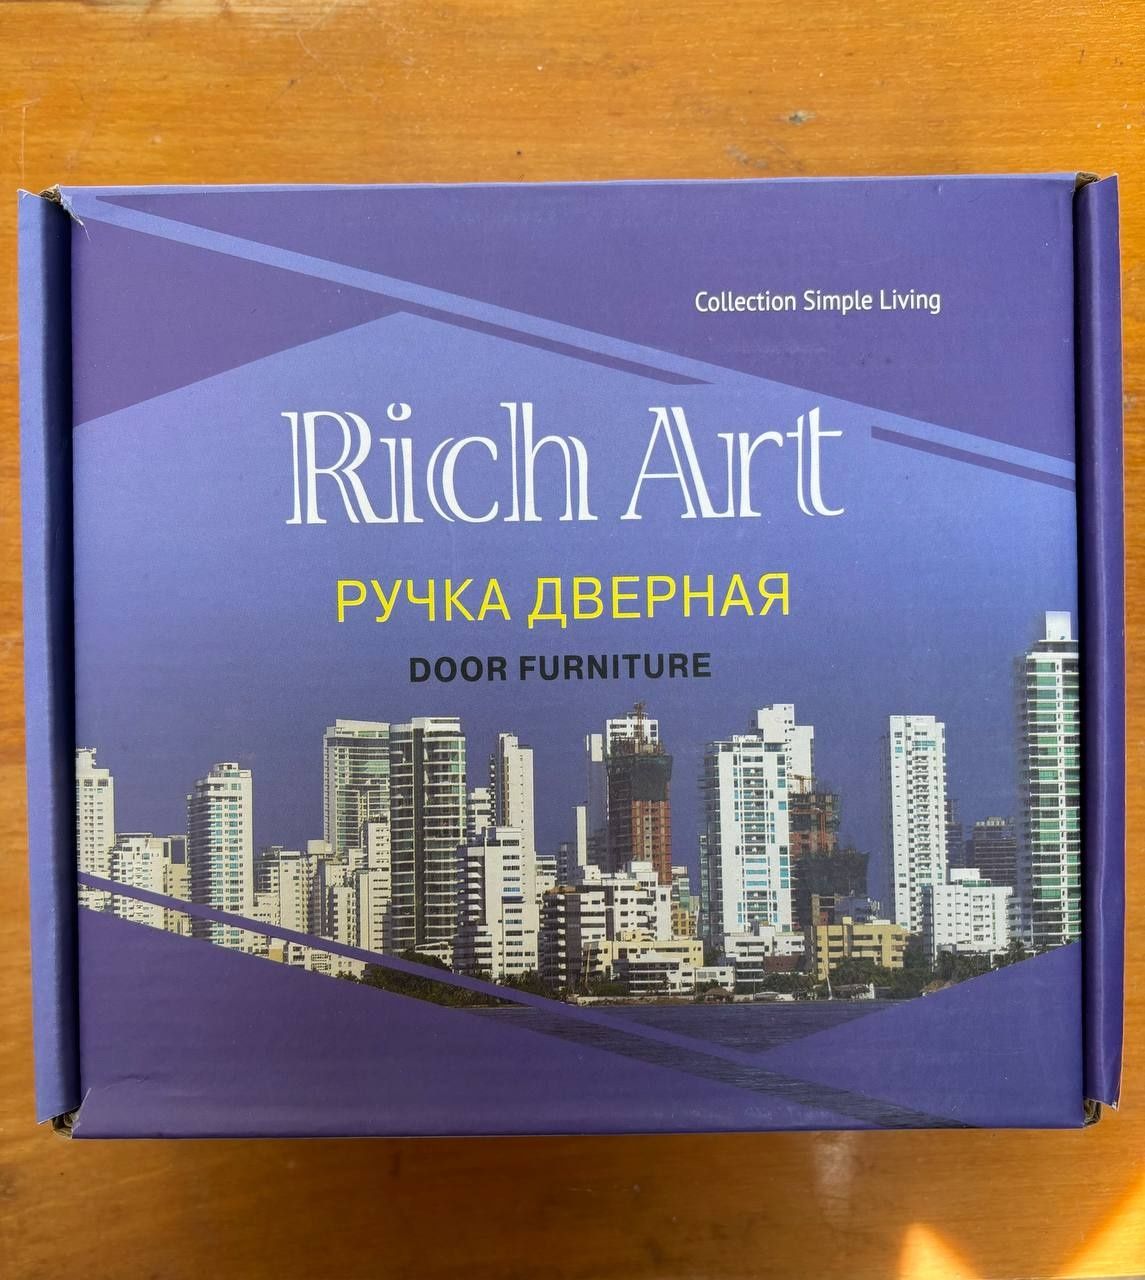 Collection Simple Living
Rich Art
РУЧКА ДВЕРНАЯ
DOOR FURNITURE